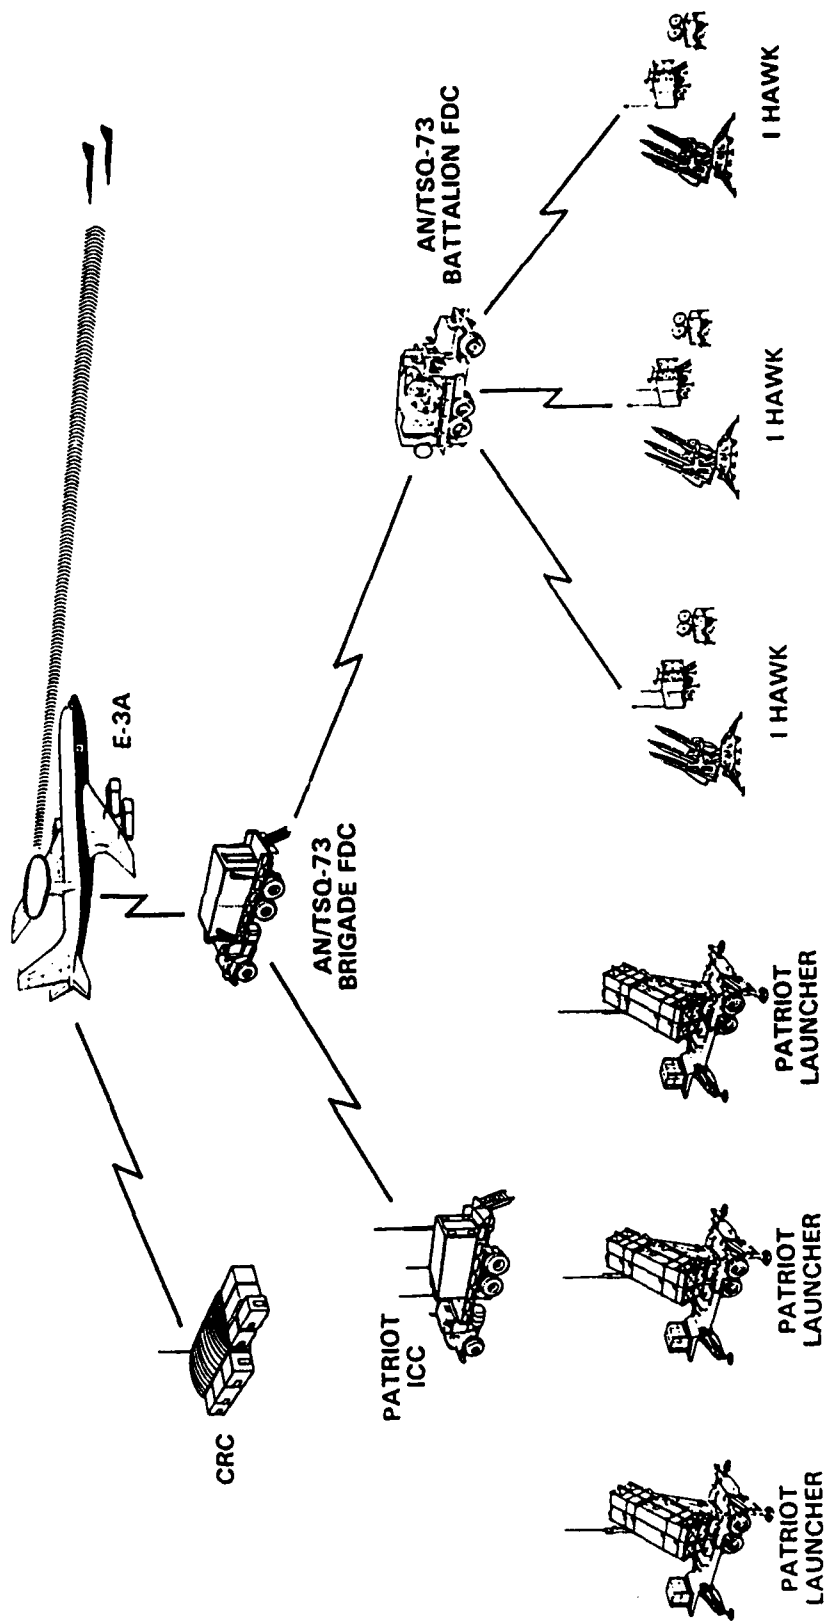 E-3A
CRC
AN/TSQ-73
BRIGADE FDC
AN/TSQ-73
BATTALION FDC
PATRIOT
ICC
PATRIOT
LAUNCHER
PATRIOT
LAUNCHER
PATRIOT
LAUNCHER
I HAWK
I HAWK
I HAWK